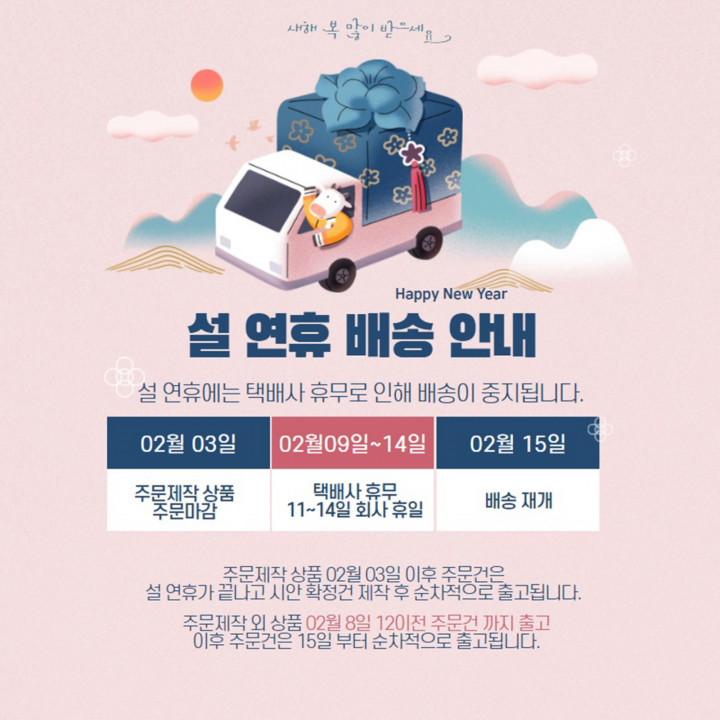 새해 복 많이 받으세요
Happy New Year
설 연휴 배송 안내
설 연휴에는 택배사 휴무로 인해 배송이 중지됩니다.
02월 03일
02월09일~14일
02월 15일
주문제작 상품
주문마감
택배사 휴무
11~14일 회사 휴일
배송 재개
주문제작 상품 02월 03일 이후 주문건은
설 연휴가 끝나고 시안 확정건 제작 후 순차적으로 출고됩니다.
주문제작 외 상품 02월 8일 12이전 주문건 까지 출고
이후 주문건은 15일 부터 순차적으로 출고됩니다.